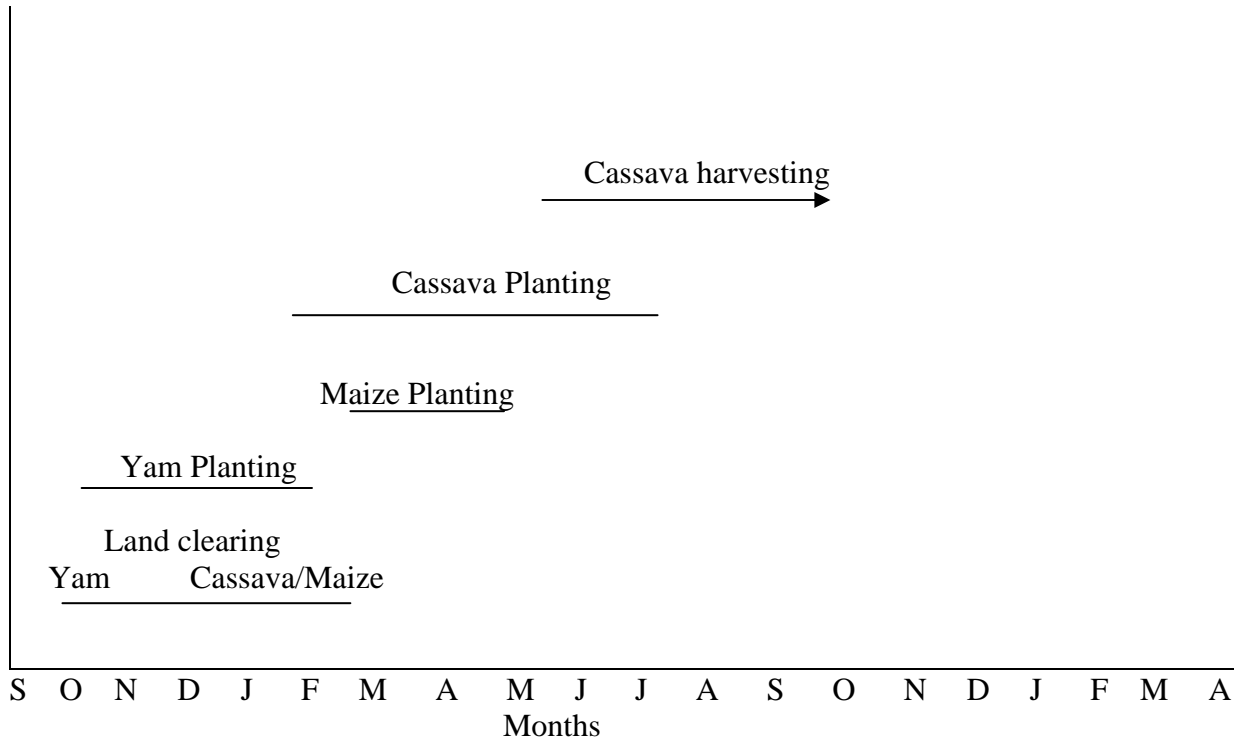 Cassava harvesting
Cassava Planting
Maize Planting
Yam Planting
Land clearing
Yam Cassava/Maize
S O N D J F M A M J J A S O N D J F M A
Months